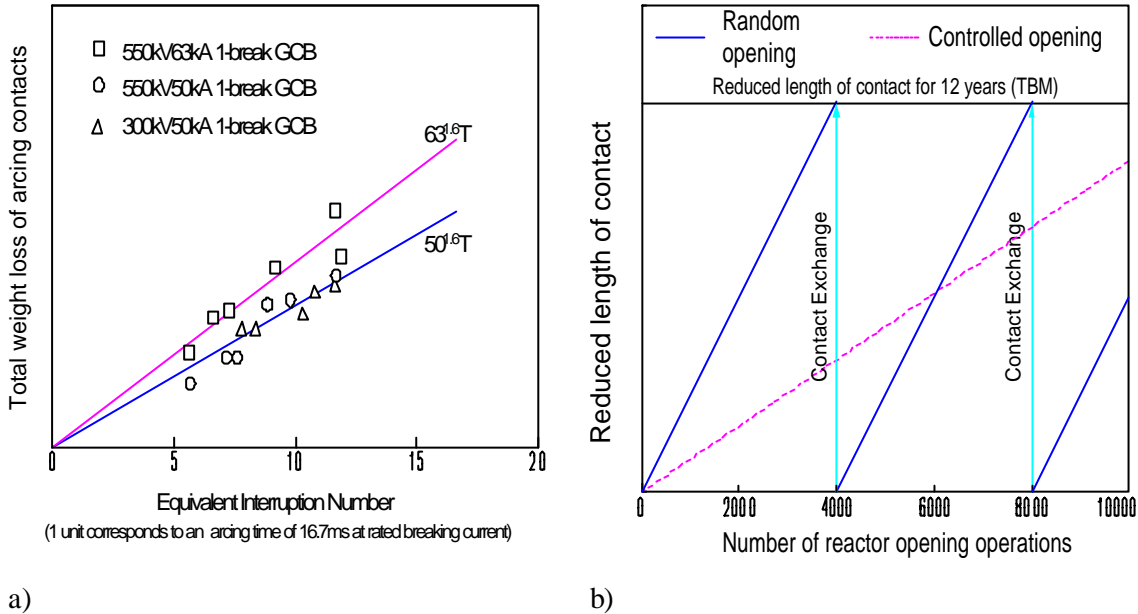 Total weight loss of arcing contacts
550kV63kA 1-break GCB
550kV50kA 1-break GCB
300kV50kA 1-break GCB
63^1.6T
50^1.6T
0 5 10 15 20
Equivalent Interruption Number
(1 unit corresponds to an arcing time of 16.7ms at rated breaking current)
a)
Random opening
Controlled opening
Reduced length of contact for 12 years (TBM)
Reduced length of contact
Contact Exchange
Contact Exchange
0 2000 4000 6000 8000 10000
Number of reactor opening operations
b)